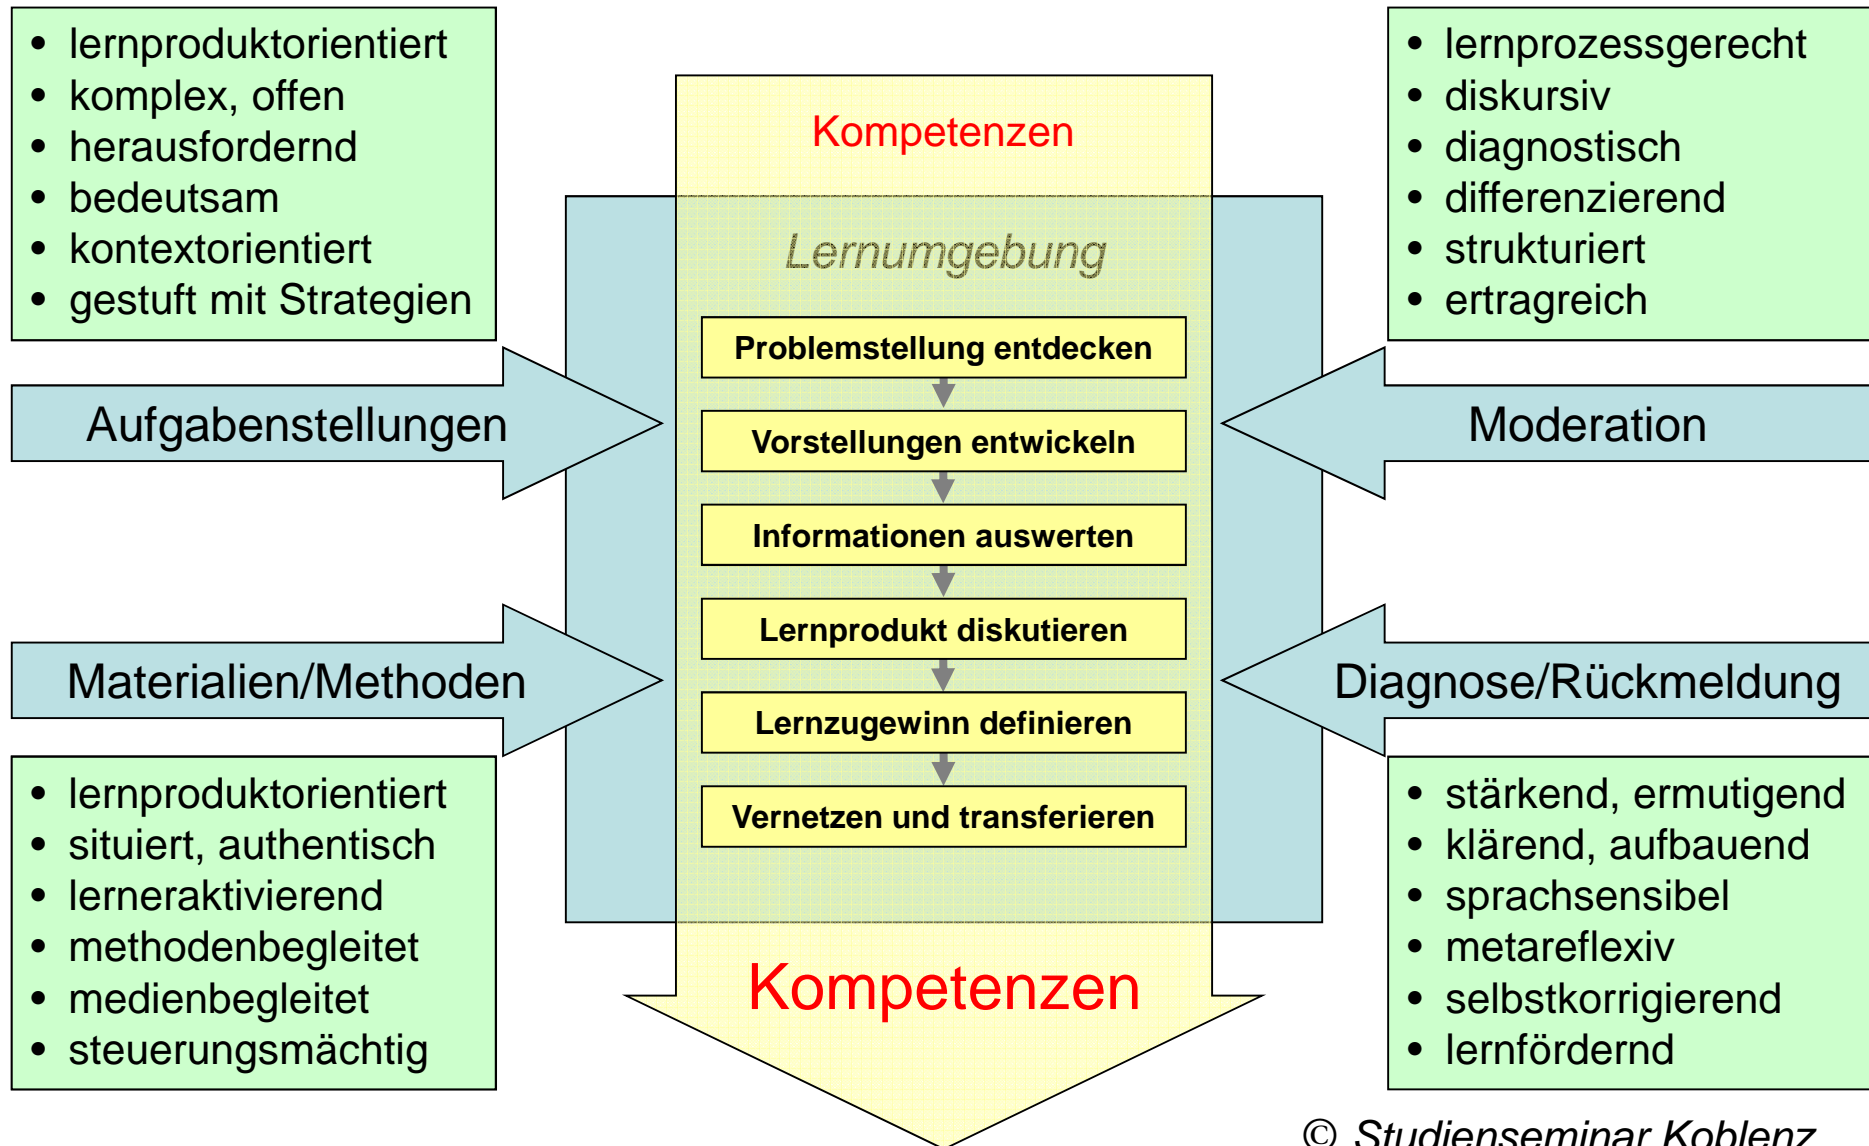 • lernproduktorientiert
• komplex, offen
• herausfordernd
• bedeutsam
• kontextorientiert
• gestuft mit Strategien
Aufgabenstellungen
Materialien/Methoden
• lernproduktorientiert
• situiert, authentisch
• lerneraktivierend
• methodenbegleitet
• medienbegleitet
• steuerungsmächtig
Kompetenzen
Lernumgebung
Problemstellung entdecken
Vorstellungen entwickeln
Informationen auswerten
Lernprodukt diskutieren
Lernzugewinn definieren
Vernetzen und transferieren
Kompetenzen
• lernprozessgerecht
• diskursiv
• diagnostisch
• differenzierend
• strukturiert
• ertragreich
Moderation
Diagnose/Rückmeldung
• stärkend, ermutigend
• klärend, aufbauend
• sprachsensibel
• metareflexiv
• selbstkorrigierend
• lernfördernd
© Studienseminar Koblenz